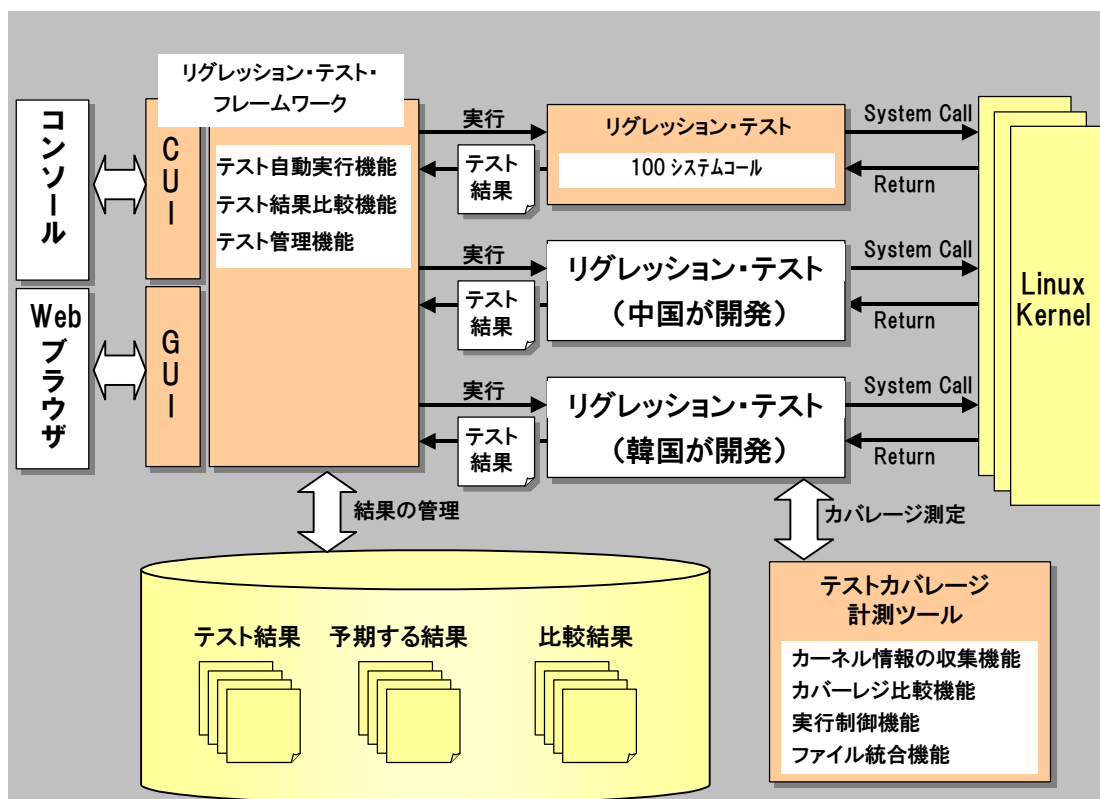 リグレッション・テスト・
フレームワーク
コンソール
CUI
テスト自動実行機能
テスト結果比較機能
テスト管理機能
Webブラウザ
GUI
実行
テスト
結果
リグレッション・テスト
100 システムコール
System Call
Return
実行
テスト
結果
リグレッション・テスト
(中国が開発)
System Call
Return
実行
テスト
結果
リグレッション・テスト
(韓国が開発)
System Call
Return
Linux
Kernel
結果の管理
カバレージ測定
テスト結果
予期する結果
比較結果
テストカバレージ
計測ツール
カーネル情報の収集機能
カバーレジ比較機能
実行制御機能
ファイル統合機能